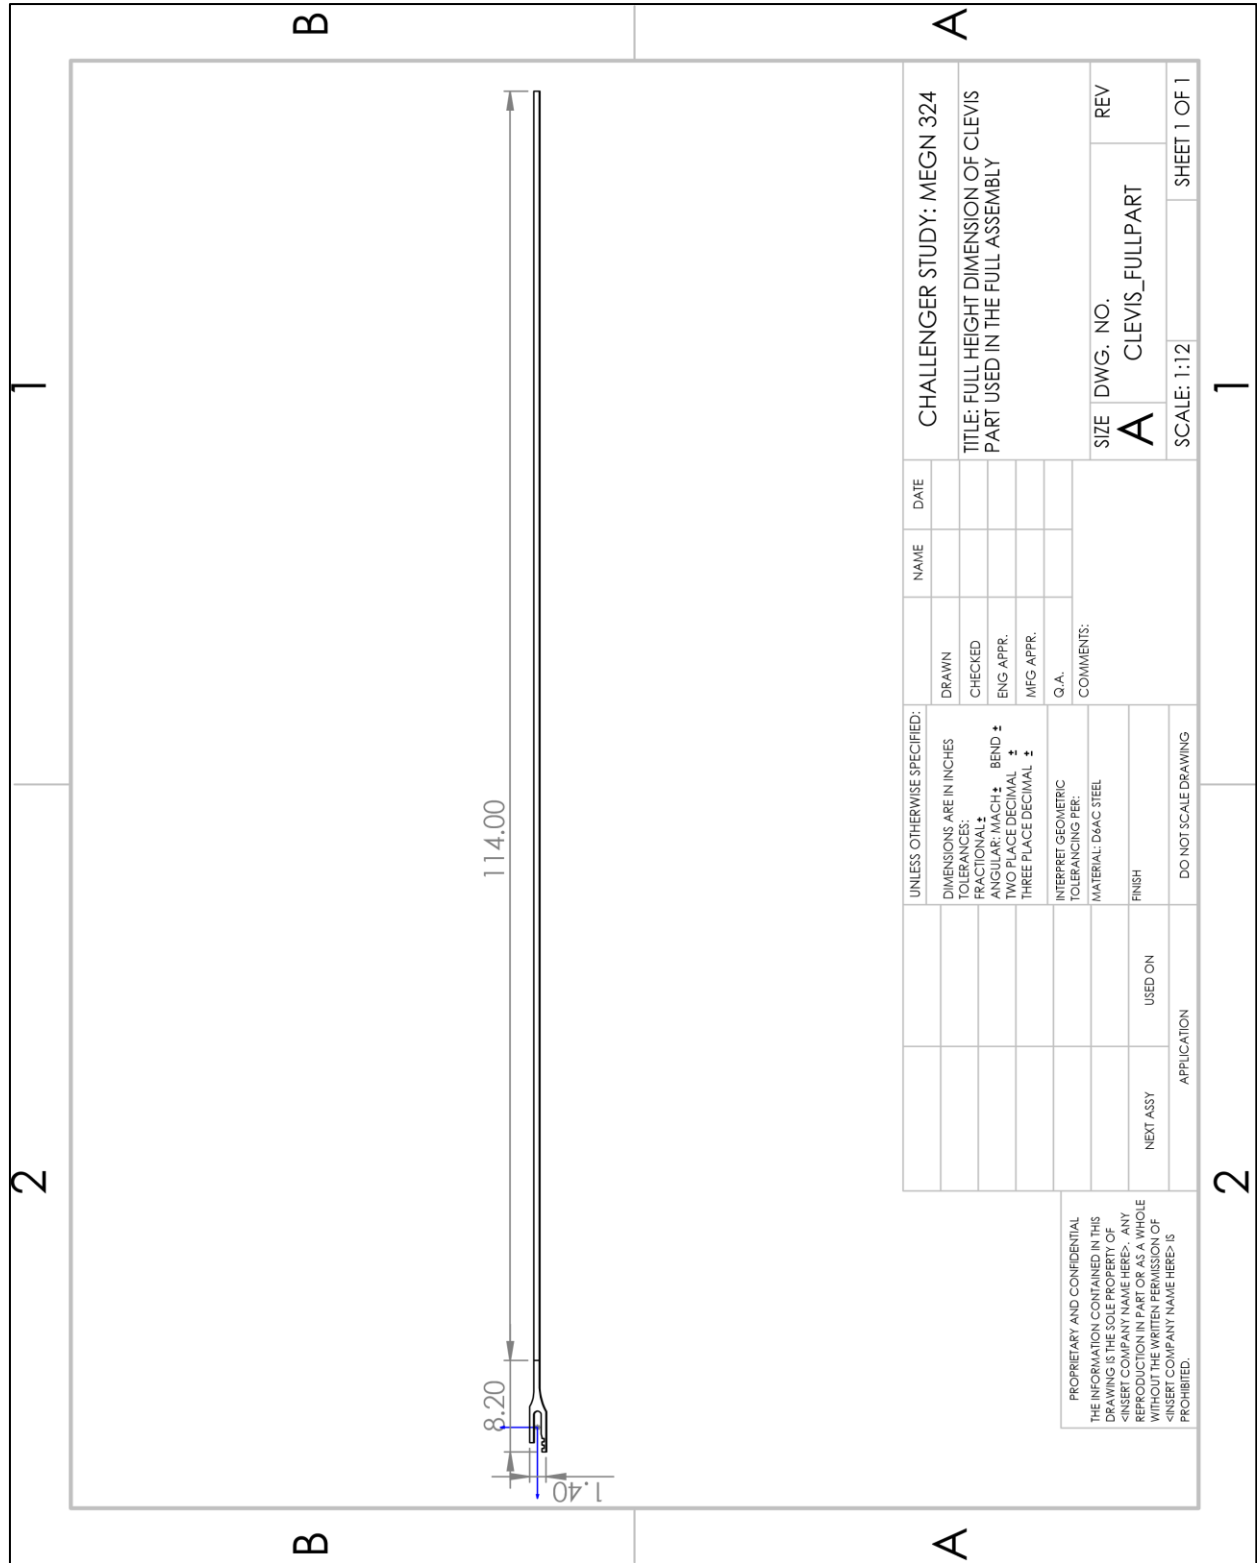 2
1
B
B
A
A
2
1
8.20
114.00
1.40
PROPRIETARY AND CONFIDENTIAL
THE INFORMATION CONTAINED IN THIS
DRAWING IS THE SOLE PROPERTY OF
<INSERT COMPANY NAME HERE>. ANY
REPRODUCTION IN PART OR AS A WHOLE
WITHOUT THE WRITTEN PERMISSION OF
<INSERT COMPANY NAME HERE> IS
PROHIBITED.
NEXT ASSY
USED ON
APPLICATION
UNLESS OTHERWISE SPECIFIED:
DIMENSIONS ARE IN INCHES
TOLERANCES:
FRACTIONAL ±
ANGULAR: MACH ± BEND ±
TWO PLACE DECIMAL ±
THREE PLACE DECIMAL ±
INTERPRET GEOMETRIC
TOLERANCING PER:
MATERIAL: D6AC STEEL
FINISH
DO NOT SCALE DRAWING
NAME
DATE
DRAWN
CHECKED
ENG APPR.
MFG APPR.
Q.A.
COMMENTS:
CHALLENGER STUDY: MEGN 324
TITLE: FULL HEIGHT DIMENSION OF CLEVIS
PART USED IN THE FULL ASSEMBLY
SIZE
A
DWG. NO.
CLEVIS_FULLPART
REV
SCALE: 1:12
SHEET 1 OF 1